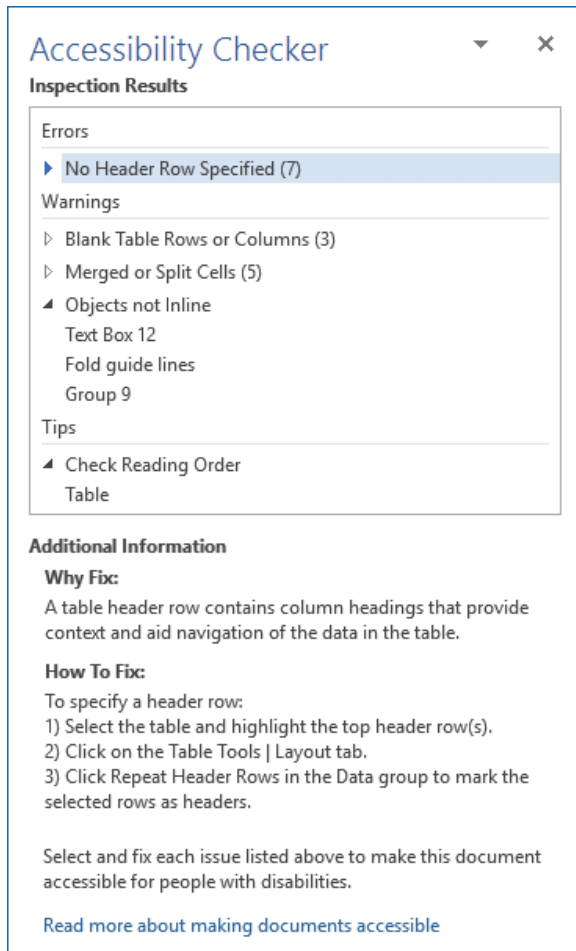 Accessibility Checker
Inspection Results
Errors
No Header Row Specified (7)
Warnings
Blank Table Rows or Columns (3)
Merged or Split Cells (5)
Objects not Inline
Text Box 12
Fold guide lines
Group 9
Tips
Check Reading Order
Table
Additional Information
Why Fix:
A table header row contains column headings that provide
context and aid navigation of the data in the table.
How To Fix:
To specify a header row:
1) Select the table and highlight the top header row(s).
2) Click on the Table Tools | Layout tab.
3) Click Repeat Header Rows in the Data group to mark the
selected rows as headers.
Select and fix each issue listed above to make this document
accessible for people with disabilities.
Read more about making documents accessible